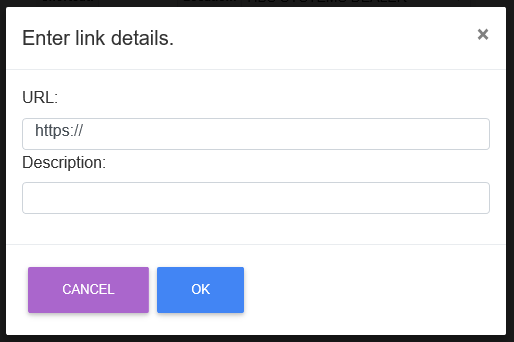 Enter link details.
×
URL:
https://
Description:
CANCEL OK